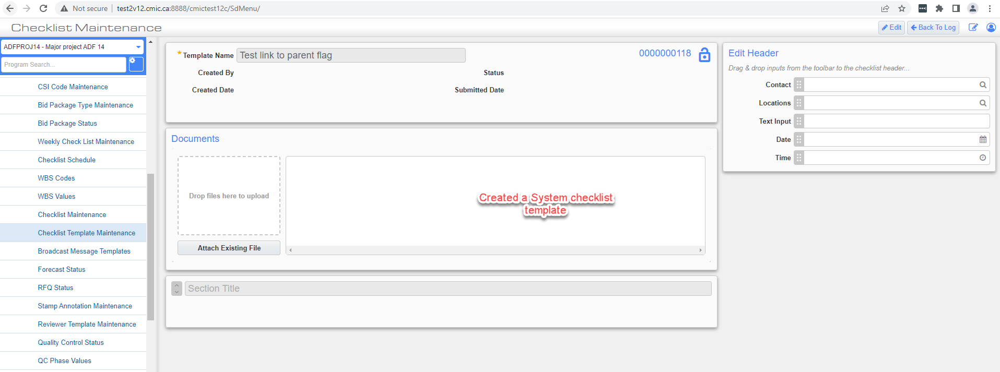 Not secure | test2v12.cmic.ca:8888/cmictest12c/SdMenu/
Checklist Maintenance
Edit
Back To Log
ADFPROJ14 - Major project ADF 14
Program Search...
CSI Code Maintenance
Bid Package Type Maintenance
Bid Package Status
Weekly Check List Maintenance
Checklist Schedule
WBS Codes
WBS Values
Checklist Maintenance
Checklist Template Maintenance
Broadcast Message Templates
Forecast Status
RFQ Status
Stamp Annotation Maintenance
Reviewer Template Maintenance
Quality Control Status
QC Phase Values
* Template Name Test link to parent flag
0000000118
Created By
Status
Created Date
Submitted Date
Documents
Drop files here to upload
Attach Existing File
Created a System checklist
template
Section Title
Edit Header
Drag & drop inputs from the toolbar to the checklist header...
Contact
Locations
Text Input
Date
Time